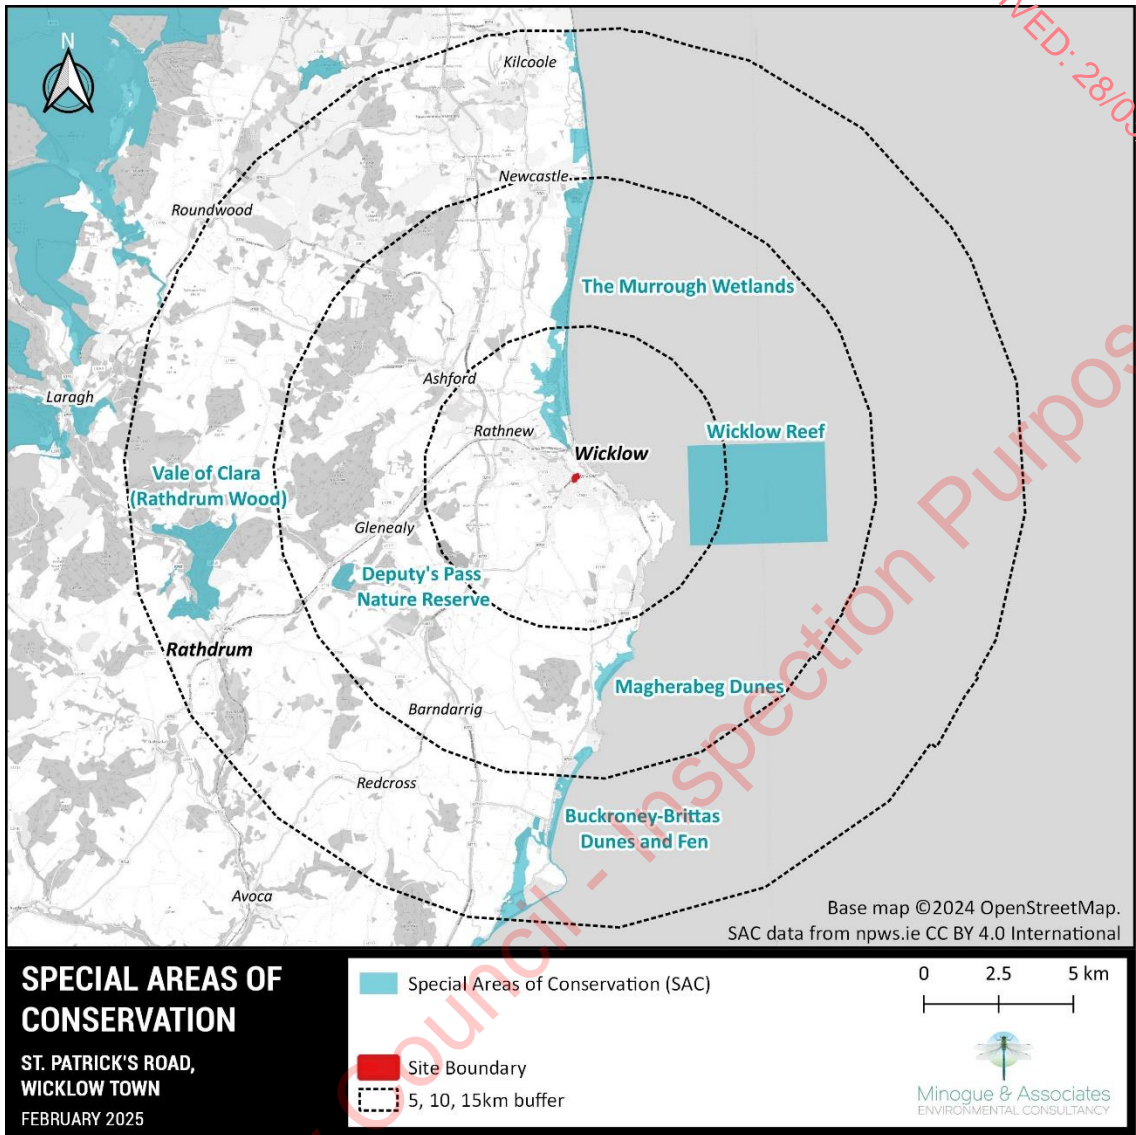 N
Kilcoole
Newcastle
Roundwood
The Murrough Wetlands
Ashford
Laragh
Rathnew
Wicklow Reef
Wicklow
Vale of Clara
(Rathdrum Wood)
Glenealy
Deputy's Pass
Nature Reserve
Rathdrum
Magherabeg Dunes
Barndarrig
Redcross
Buckroney-Brittas
Dunes and Fen
Avoca
Base map ©2024 OpenStreetMap.
SAC data from npws.ie CC BY 4.0 International
SPECIAL AREAS OF
CONSERVATION
ST. PATRICK'S ROAD,
WICKLOW TOWN
FEBRUARY 2025
Special Areas of Conservation (SAC)
Site Boundary
5, 10, 15km buffer
0 2.5 5 km
Minogue & Associates
ENVIRONMENTAL CONSULTANCY
VED: 28/03
Council - Inspection Purpos